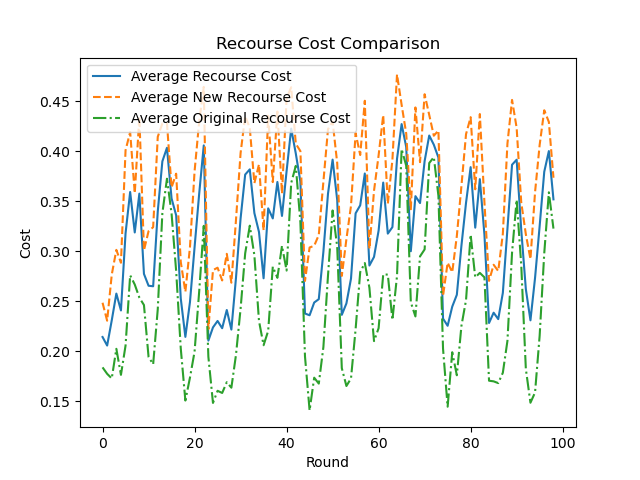 Recourse Cost Comparison
Average Recourse Cost
Average New Recourse Cost
Average Original Recourse Cost
Cost
0.45
0.40
0.35
0.30
0.25
0.20
0.15
0 20 40 60 80 100
Round